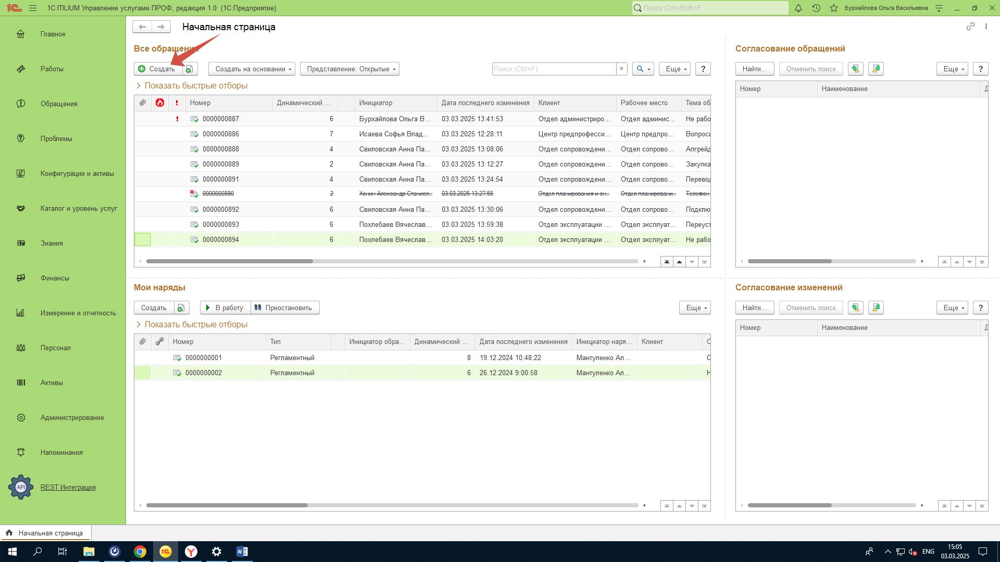 1С:ITILIUM Управление услугами ПРОФ, редакция 1.0 (1С:Предприятие)
Поиск Ctrl+Shift+F
Бурхайлова Ольга Васильевна
Главное
Работы
Обращения
Проблемы
Конфигурации и активы
Каталог и уровень услуг
Знания
Финансы
Измерение и отчетность
Персонал
Активы
Администрирование
Напоминания
API REST Интеграция
Начальная страница
Все обращения
Создать Создать на основании Представление: Открытые Поиск (Ctrl+F) × Еще ?
Показать быстрые отборы
Номер Динамический ... Инициатор Дата последнего изменения Клиент Рабочее место Тема об
0000000887 6 Бурхайлова Ольга В... 03.03.2025 13:41:53 Отдел администриро... Отдел админис... Не рабо
0000000886 7 Исаева Софья Влад... 03.03.2025 12:28:11 Центр предпрофесси... Центр предпро... Вопрось
0000000888 4 Свиловская Анна Па... 03.03.2025 13:08:06 Отдел сопровождени... Отдел сопрово... Апгрейд
0000000889 2 Свиловская Анна Па... 03.03.2025 13:12:27 Отдел сопровождени... Отдел сопрово... Закупка
0000000891 4 Свиловская Анна Па... 03.03.2025 13:24:54 Отдел сопровождени... Отдел сопрово... Перевод
0000000890 2 Хонин Александр Станисл... 03.03.2025 13:27:55 Отдел планирования и сн... Отдел планировани... Телефон
0000000892 6 Свиловская Анна Па... 03.03.2025 13:30:06 Отдел сопровождени... Отдел сопрово... Подклю
0000000893 6 Похлебаев Вячеслав... 03.03.2025 13:59:38 Отдел эксплуатации ... Отдел эксплуат... Переуст
0000000894 6 Похлебаев Вячеслав... 03.03.2025 14:03:20 Отдел эксплуатации ... Отдел эксплуат... Не рабо
Мои наряды
Создать В работу Приостановить Еще
Показать быстрые отборы
Номер Тип Инициатор обра... Динамический ... Дата последнего изменения Инициатор наря... Клиент С
0000000001 Регламентный 8 19.12.2024 10:48:22 Мантуленко Ал... С
0000000002 Регламентный 6 26.12.2024 9:00:58 Мантуленко Ал... Н
Согласование обращений
Найти... Отменить поиск Еще ?
Номер Наименование Д
Согласование изменений
Найти... Отменить поиск Еще ?
Номер Наименование Д
Начальная страница
ENG 15:05
03.03.2025